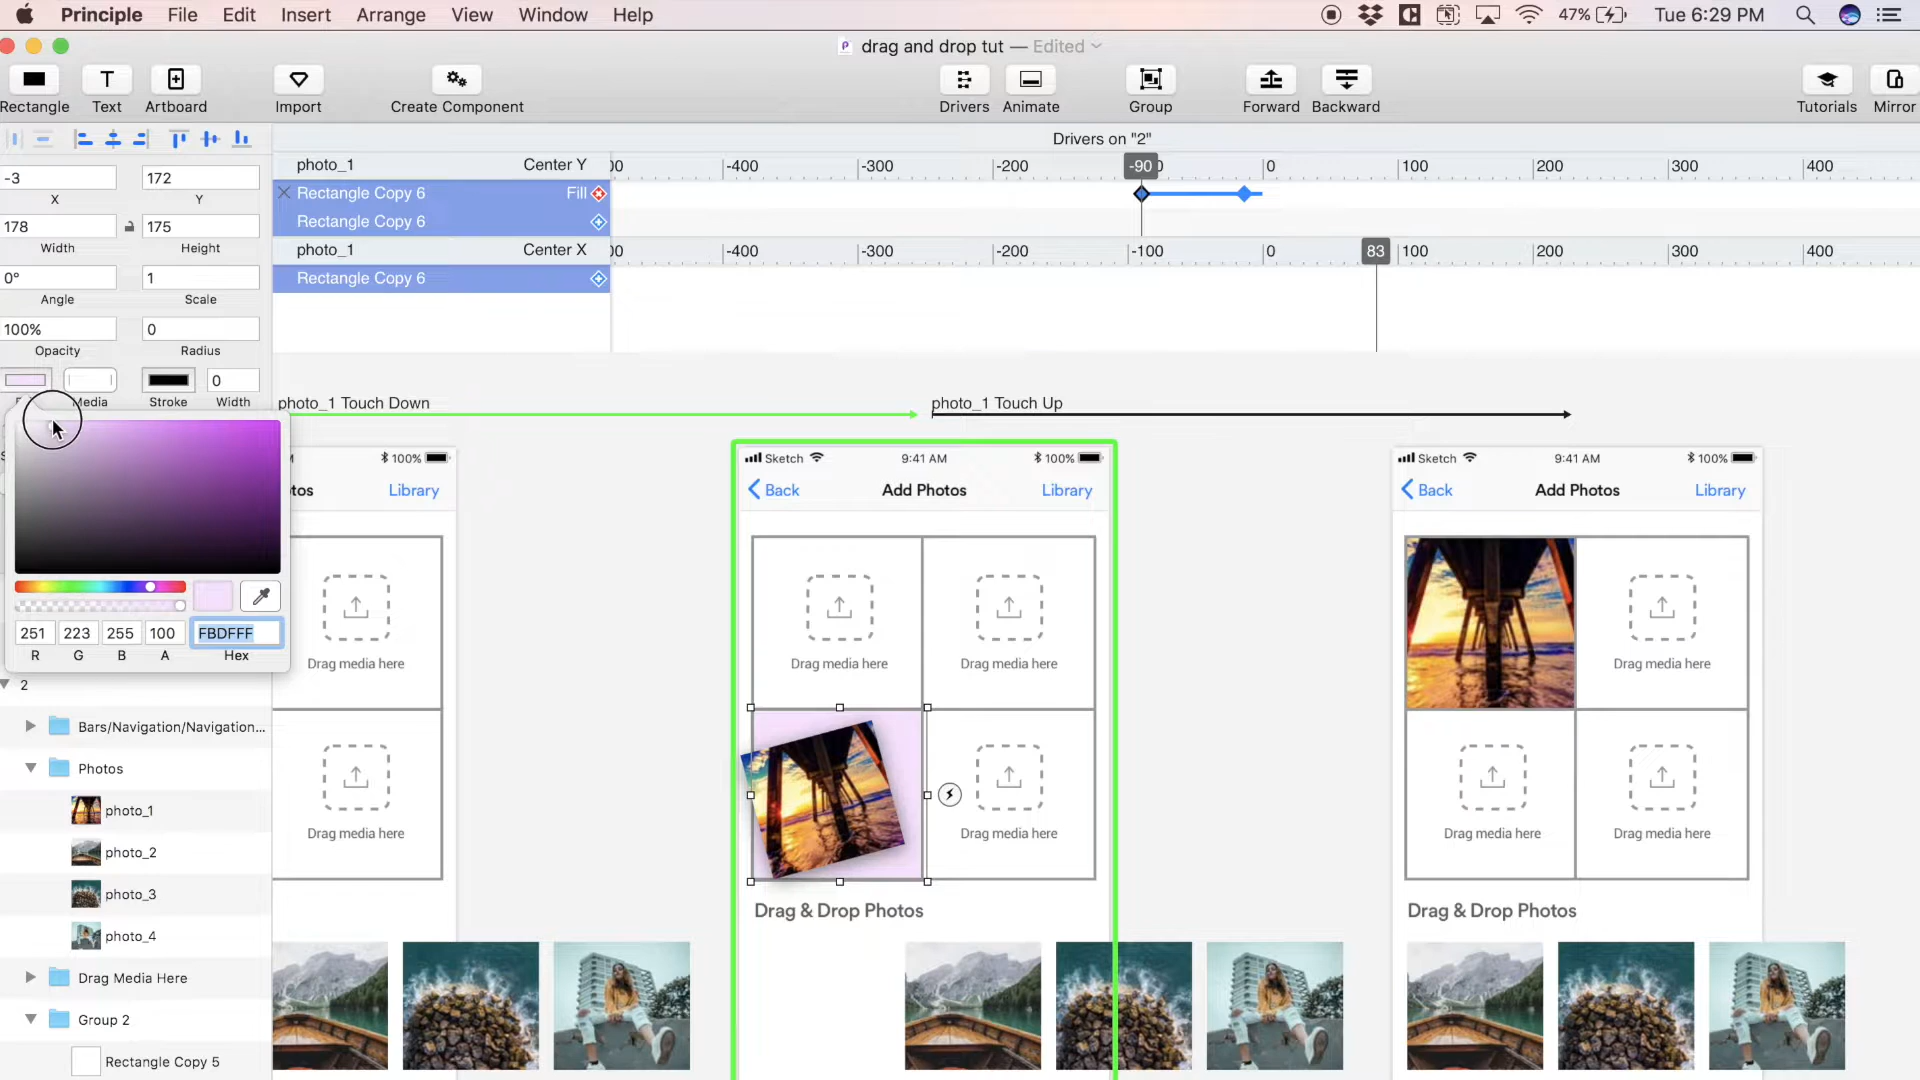 Principle File Edit Insert Arrange View Window Help 47% Tue 6:29 PM
drag and drop tut — Edited
Rectangle Text Artboard Import Create Component Drivers Animate Group Forward Backward Tutorials Mirror
Drivers on "2"
photo_1 Center Y 00 -400 -300 -200 -90 0 100 200 300 400
Rectangle Copy 6 Fill
Rectangle Copy 6
photo_1 Center X 00 -400 -300 -200 -100 0 83 100 200 300 400
Rectangle Copy 6
-3 172
X Y
178 175
Width Height
0° 1
Angle Scale
100% 0
Opacity Radius
0
Media Stroke Width
251 223 255 100 FBDFFF
R G B A Hex
2
Bars/Navigation/Navigation...
Photos
photo_1
photo_2
photo_3
photo_4
Drag Media Here
Group 2
Rectangle Copy 5
photo_1 Touch Down
photo_1 Touch Up
100%
tos Library
Drag media here
Drag media here
Sketch 9:41 AM 100%
Back Add Photos Library
Drag media here Drag media here
Drag media here
Drag & Drop Photos
Sketch 9:41 AM 100%
Back Add Photos Library
Drag media here
Drag media here Drag media here
Drag & Drop Photos